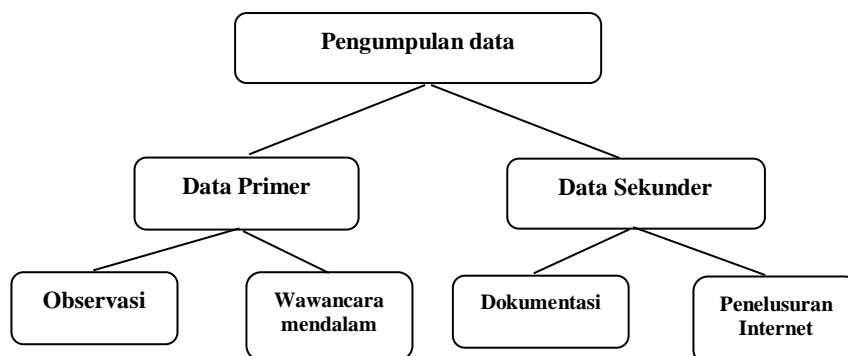 Pengumpulan data
Data Primer
Data Sekunder
Observasi
Wawancara
mendalam
Dokumentasi
Penelusuran
Internet